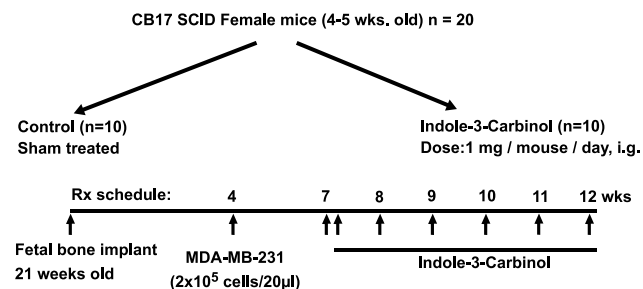 CB17 SCID Female mice (4-5 wks. old) n = 20
Control (n=10)
Sham treated
Indole-3-Carbinol (n=10)
Dose:1 mg / mouse / day, i.g.
Rx schedule: 4 7 8 9 10 11 12 wks
Fetal bone implant
21 weeks old
MDA-MB-231
(2x10⁵ cells/20µl)
Indole-3-Carbinol